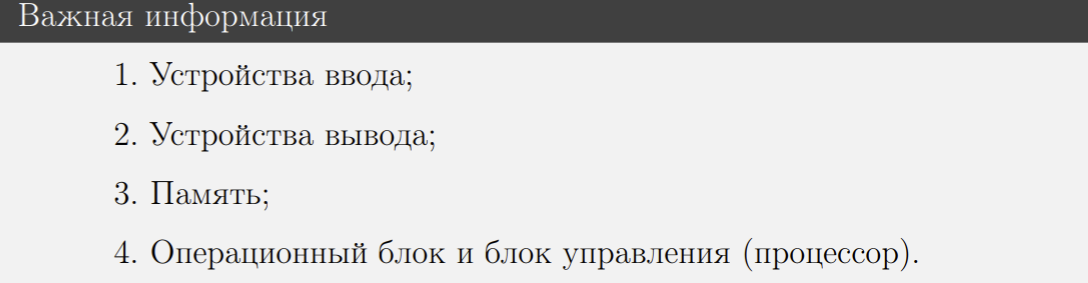 Важная информация
1. Устройства ввода;
2. Устройства вывода;
3. Память;
4. Операционный блок и блок управления (процессор).